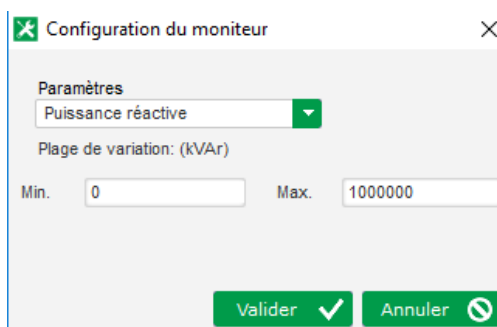 Configuration du moniteur
Paramètres
Puissance réactive
Plage de variation: (kVAr)
Min. 0 Max. 1000000
Valider Annuler